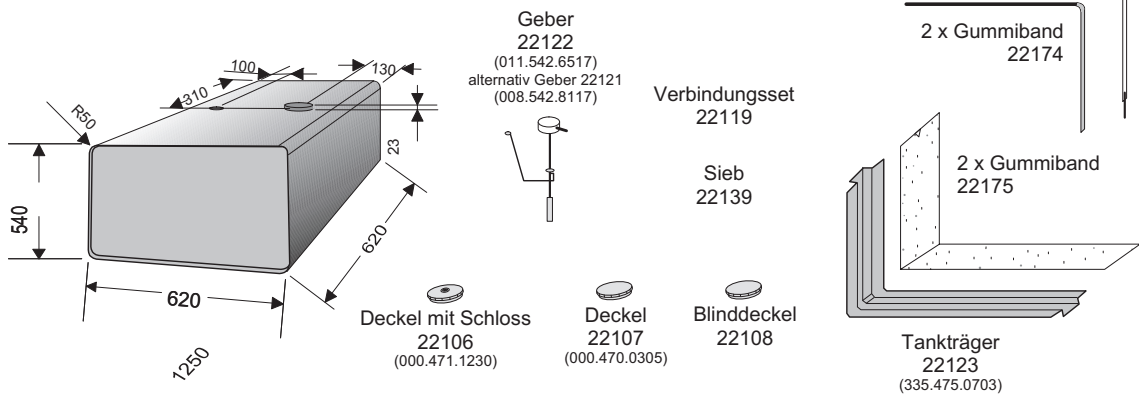 100
130
310
R50
23
540
620
620
1250
Geber
22122
(011.542.6517)
alternativ Geber 22121
(008.542.8117)
Verbindungsset
22119
Sieb
22139
2 x Gummiband
22174
2 x Gummiband
22175
Deckel mit Schloss
22106
(000.471.1230)
Deckel
22107
(000.470.0305)
Blinddeckel
22108
Tankträger
22123
(335.475.0703)